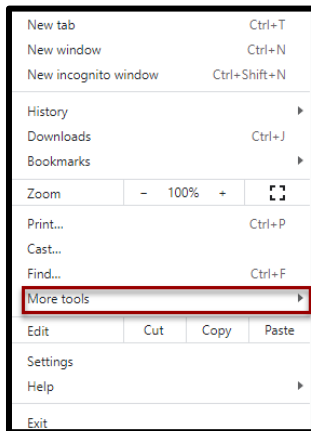 New tab Ctrl+T
New window Ctrl+N
New incognito window Ctrl+Shift+N
History
Downloads Ctrl+J
Bookmarks
Zoom - 100% +
Print... Ctrl+P
Cast...
Find... Ctrl+F
More tools
Edit Cut Copy Paste
Settings
Help
Exit